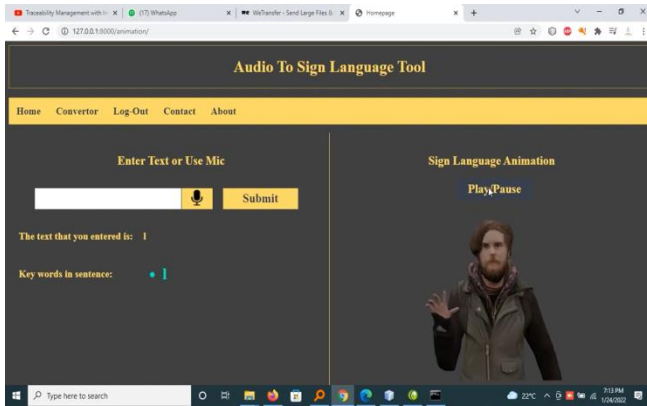 Traceability Management with In
(17) WhatsApp
WeTransfer - Send Large Files &
Homepage
127.0.0.1:8000/animation/
Audio To Sign Language Tool
Home Convertor Log-Out Contact About
Enter Text or Use Mic
Submit
The text that you entered is: 1
Key words in sentence:
1
Sign Language Animation
Play/Pause
Type here to search
22°C
7:13 PM
1/24/2022